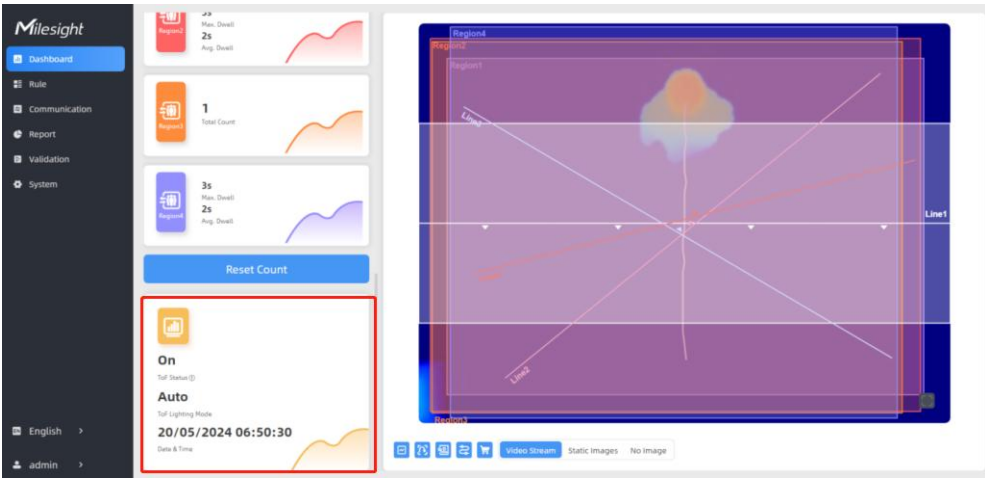 Milesight
Dashboard
Rule
Communication
Report
Validation
System
English
admin
Region2
3s
Max. Dwell
2s
Avg. Dwell
Region3
1
Total Count
Region4
3s
Max. Dwell
2s
Avg. Dwell
Reset Count
On
ToF Status
Auto
ToF Lighting Mode
20/05/2024 06:50:30
Date & Time
Region4
Region2
Region1
Line3
Line1
Line2
Region3
Video Stream
Static Images
No Image